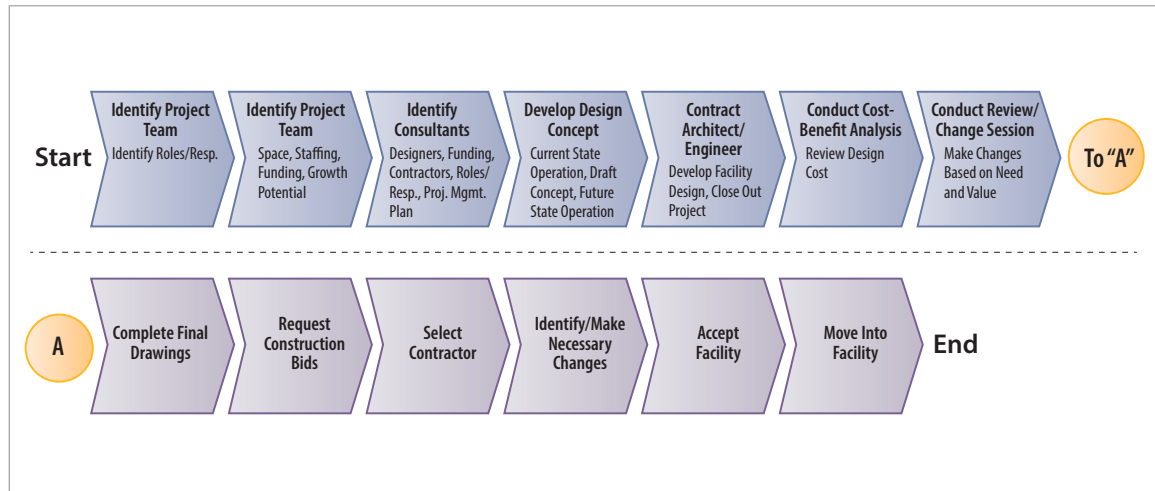 Start
Identify Project
Team
Identify Roles/Resp.
Identify Project
Team
Space, Staffing,
Funding, Growth
Potential
Identify
Consultants
Designers, Funding,
Contractors, Roles/
Resp., Proj. Mgmt.
Plan
Develop Design
Concept
Current State
Operation, Draft
Concept, Future
State Operation
Contract
Architect/
Engineer
Develop Facility
Design, Close Out
Project
Conduct Cost-
Benefit Analysis
Review Design
Cost
Conduct Review/
Change Session
Make Changes
Based on Need
and Value
To “A”
A
Complete Final
Drawings
Request
Construction
Bids
Select
Contractor
Identify/Make
Necessary
Changes
Accept
Facility
Move Into
Facility
End